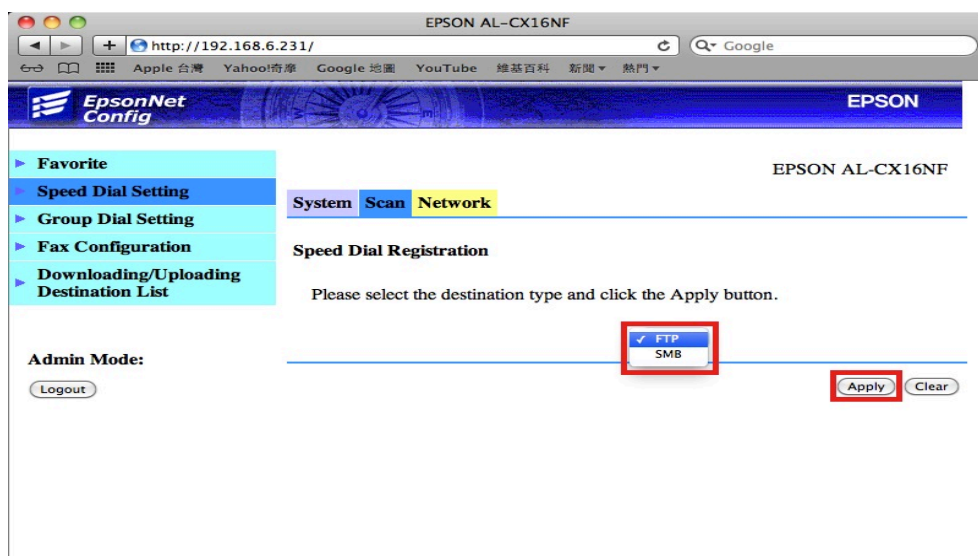 EPSON AL-CX16NF
http://192.168.6.231/
Google
Apple 台灣 Yahoo!奇摩 Google 地圖 YouTube 維基百科 新聞 熱門
EpsonNet
Config
EPSON
Favorite
Speed Dial Setting
Group Dial Setting
Fax Configuration
Downloading/Uploading
Destination List
Admin Mode:
Logout
EPSON AL-CX16NF
System Scan Network
Speed Dial Registration
Please select the destination type and click the Apply button.
✓ FTP
SMB
Apply Clear